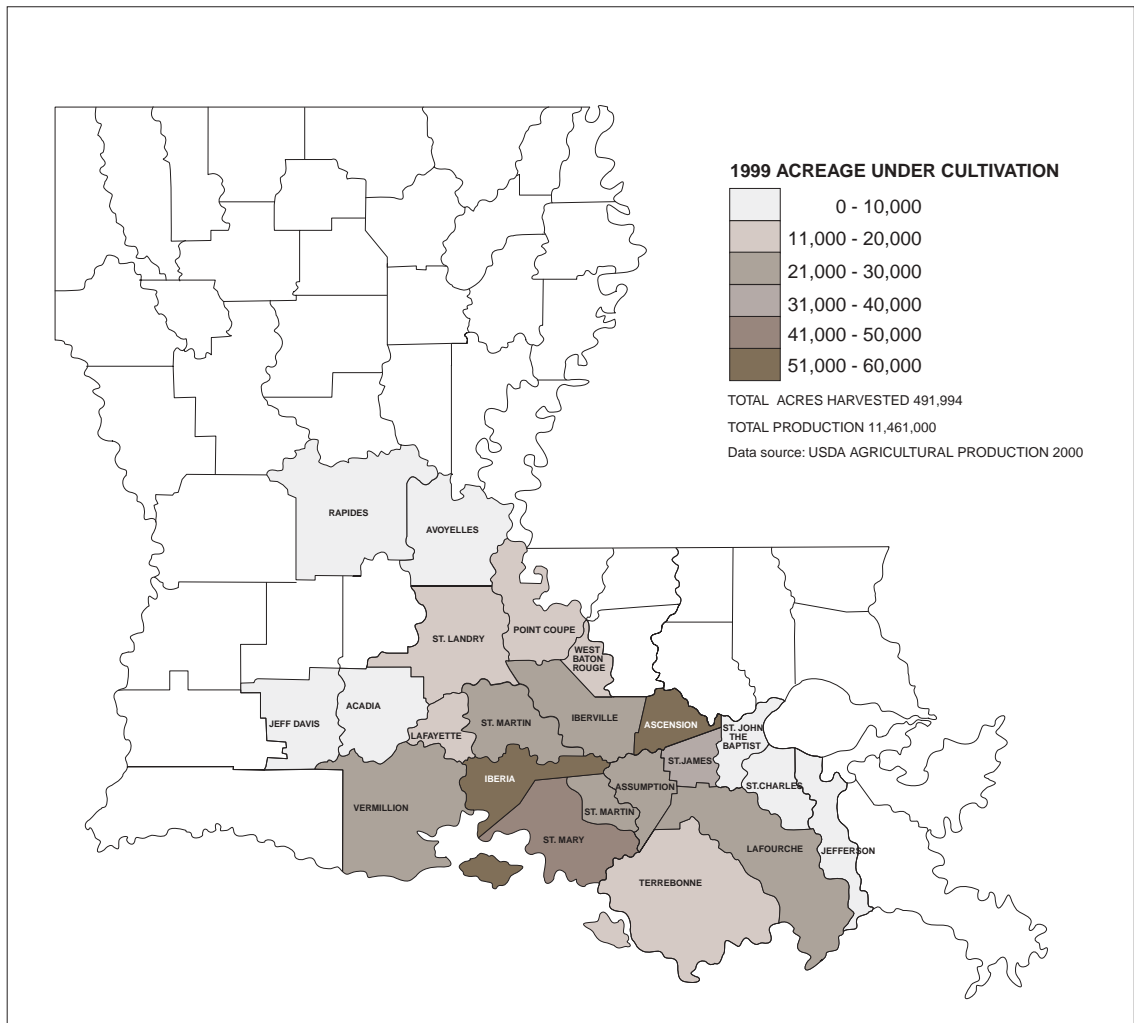 1999 ACREAGE UNDER CULTIVATION
0 - 10,000
11,000 - 20,000
21,000 - 30,000
31,000 - 40,000
41,000 - 50,000
51,000 - 60,000
TOTAL ACRES HARVESTED 491,994
TOTAL PRODUCTION 11,461,000
Data source: USDA AGRICULTURAL PRODUCTION 2000
RAPIDES
AVOYELLES
ST. LANDRY
POINT COUPE
WEST
BATON
ROUGE
JEFF DAVIS
ACADIA
LAFAYETTE
ST. MARTIN
IBERVILLE
ASCENSION
ST. JOHN
THE
BAPTIST
ST.JAMES
ST.CHARLES
VERMILLION
IBERIA
ASSUMPTION
ST. MARTIN
ST. MARY
LAFOURCHE
JEFFERSON
TERREBONNE